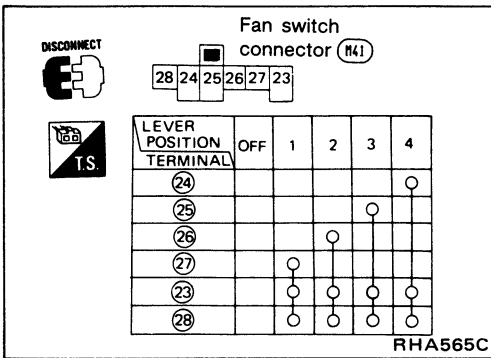 Fan switch
connector M41
DISCONNECT
28 24 25 26 27 23
T.S.
LEVER POSITION
TERMINAL
OFF 1 2 3 4
24
25
26
27
23
28
RHA565C